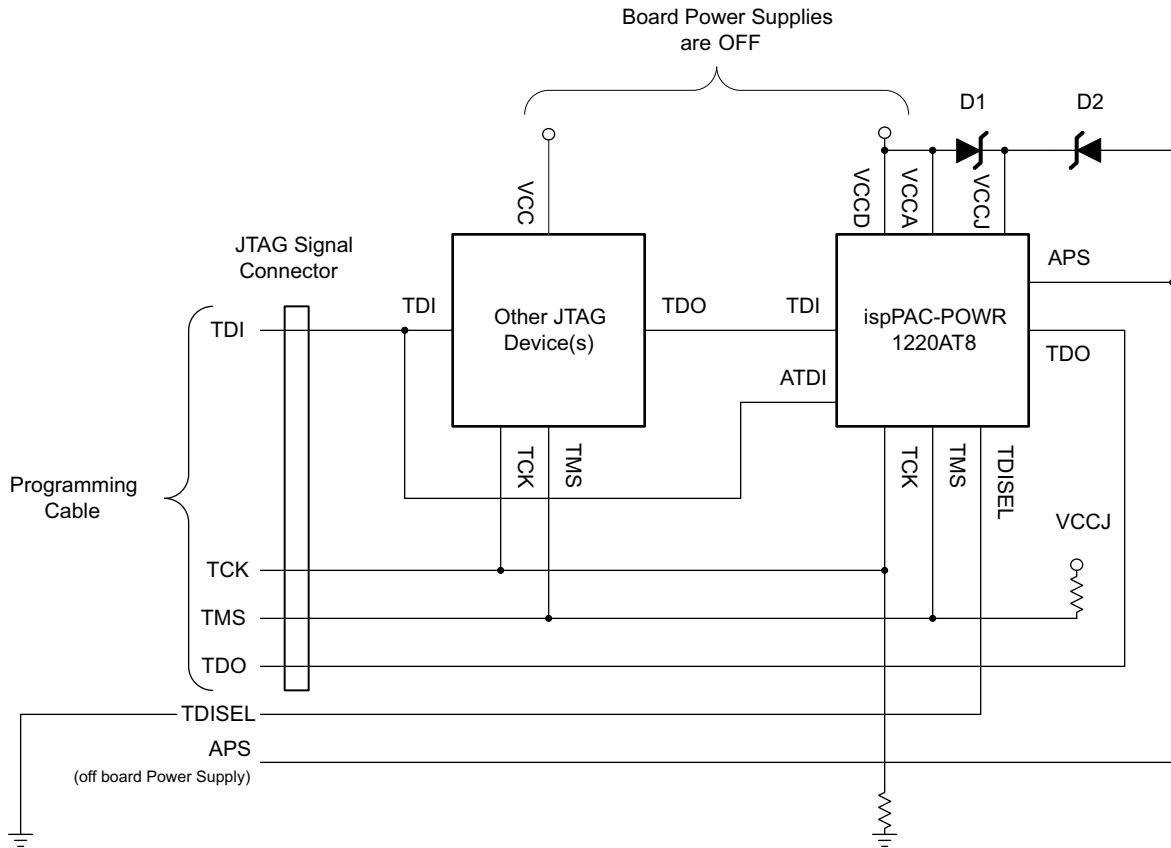 Board Power Supplies
are OFF
D1
D2
VCC
VCCD
VCCA
VCCJ
JTAG Signal
Connector
APS
TDI
TDI
Other JTAG
Device(s)
TDO
TDI
ispPAC-POWR
1220AT8
TDO
ATDI
TCK
TMS
TCK
TMS
TDISEL
Programming
Cable
VCCJ
TCK
TMS
TDO
TDISEL
APS
(off board Power Supply)